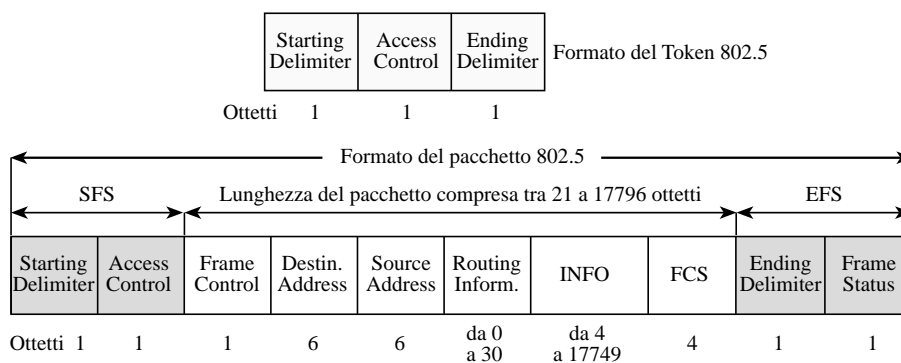 Starting Delimiter
Access Control
Ending Delimiter
Formato del Token 802.5
Ottetti 1 1 1
Formato del pacchetto 802.5
SFS
Lunghezza del pacchetto compresa tra 21 a 17796 ottetti
EFS
Starting Delimiter
Access Control
Frame Control
Destin. Address
Source Address
Routing Inform.
INFO
FCS
Ending Delimiter
Frame Status
Ottetti 1 1 1 6 6 da 0 a 30 da 4 a 17749 4 1 1